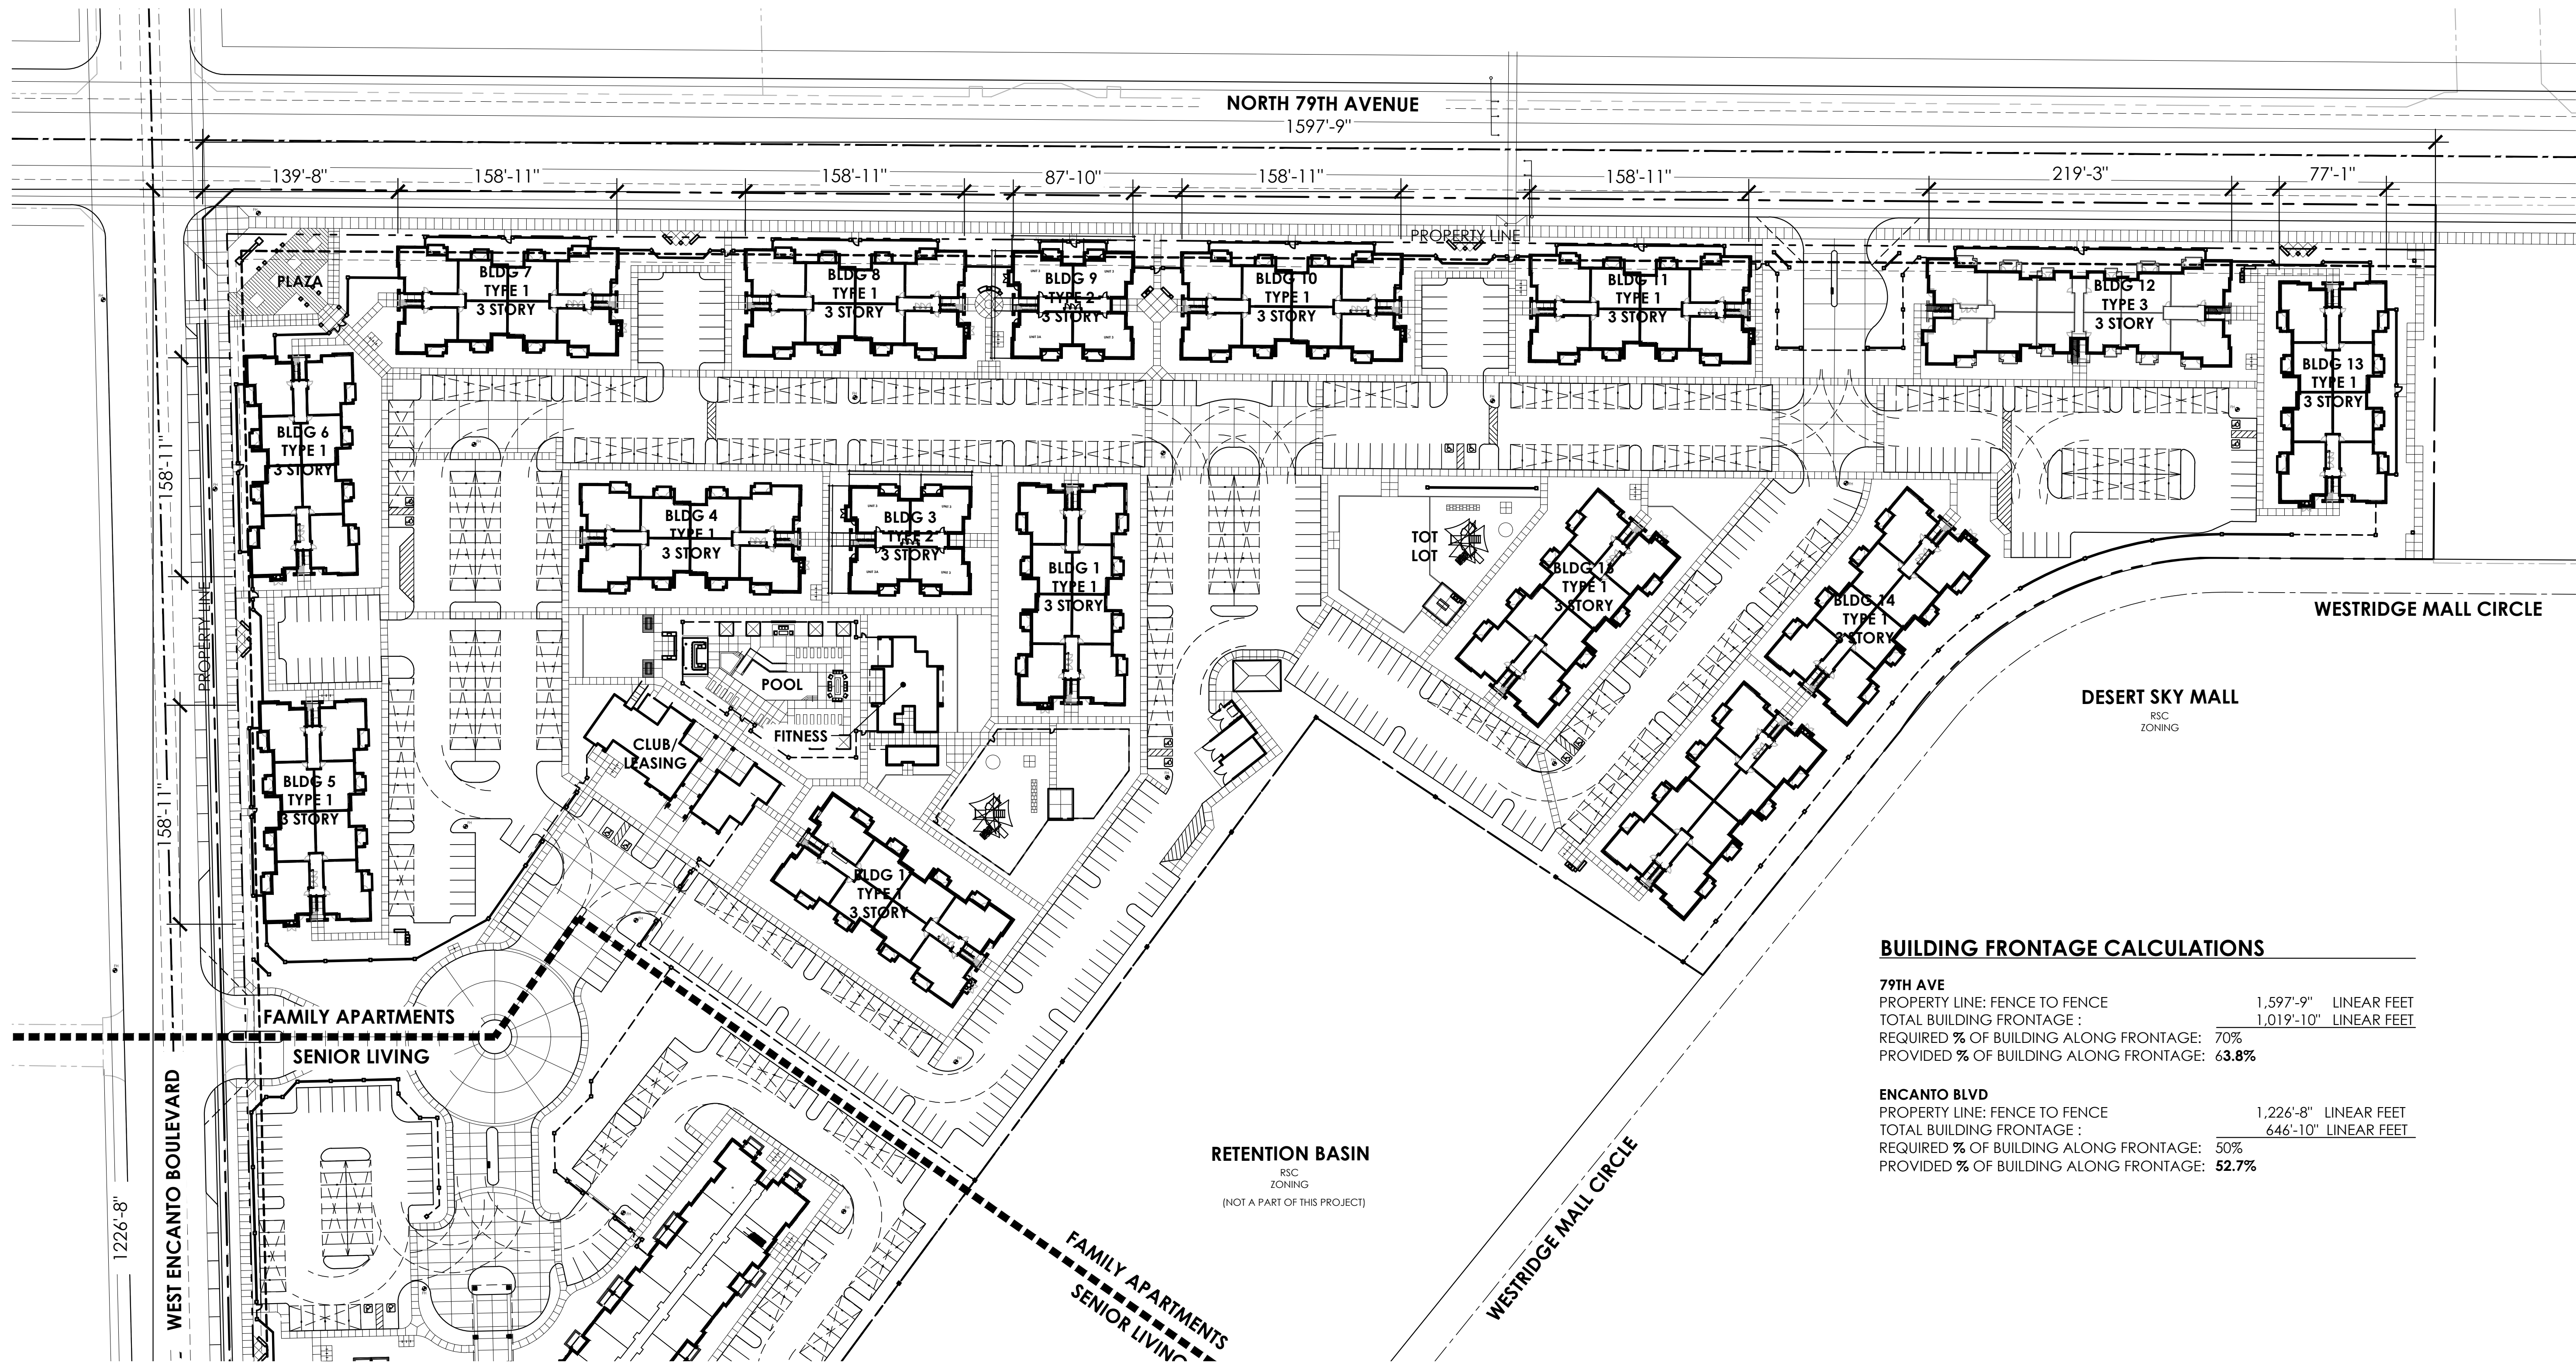 NORTH 79TH AVENUE
1597'-9"
139'-8"
158'-11"
158'-11"
87'-10"
158'-11"
158'-11"
219'-3"
77'-1"
PROPERTY LINE
PLAZA
BLDG 7
TYPE 1
3 STORY
BLDG 8
TYPE 1
3 STORY
BLDG 9
TYPE 2
3 STORY
BLDG 10
TYPE 1
3 STORY
BLDG 11
TYPE 1
3 STORY
BLDG 12
TYPE 3
3 STORY
BLDG 13
TYPE 1
3 STORY
BLDG 6
TYPE 1
3 STORY
158'-11"
BLDG 4
TYPE 1
3 STORY
BLDG 3
TYPE 2
3 STORY
BLDG 1
TYPE 1
3 STORY
TOT
LOT
TYPE 1
3 STORY
BLDG 14
TYPE 1
3 STORY
WESTRIDGE MALL CIRCLE
PROPERTY LINE
POOL
FITNESS
CLUB/
LEASING
DESERT SKY MALL
RSC
ZONING
BLDG 5
TYPE 1
3 STORY
158'-11"
BLDG 1
TYPE 1
3 STORY
FAMILY APARTMENTS
SENIOR LIVING
WEST ENCANTO BOULEVARD
1226'-8"
RETENTION BASIN
RSC
ZONING
(NOT A PART OF THIS PROJECT)
FAMILY APARTMENTS
SENIOR LIVING
WESTRIDGE MALL CIRCLE
BUILDING FRONTAGE CALCULATIONS
79TH AVE
PROPERTY LINE: FENCE TO FENCE 1,597'-9" LINEAR FEET
TOTAL BUILDING FRONTAGE : 1,019'-10" LINEAR FEET
REQUIRED % OF BUILDING ALONG FRONTAGE: 70%
PROVIDED % OF BUILDING ALONG FRONTAGE: 63.8%
ENCANTO BLVD
PROPERTY LINE: FENCE TO FENCE 1,226'-8" LINEAR FEET
TOTAL BUILDING FRONTAGE : 646'-10" LINEAR FEET
REQUIRED % OF BUILDING ALONG FRONTAGE: 50%
PROVIDED % OF BUILDING ALONG FRONTAGE: 52.7%